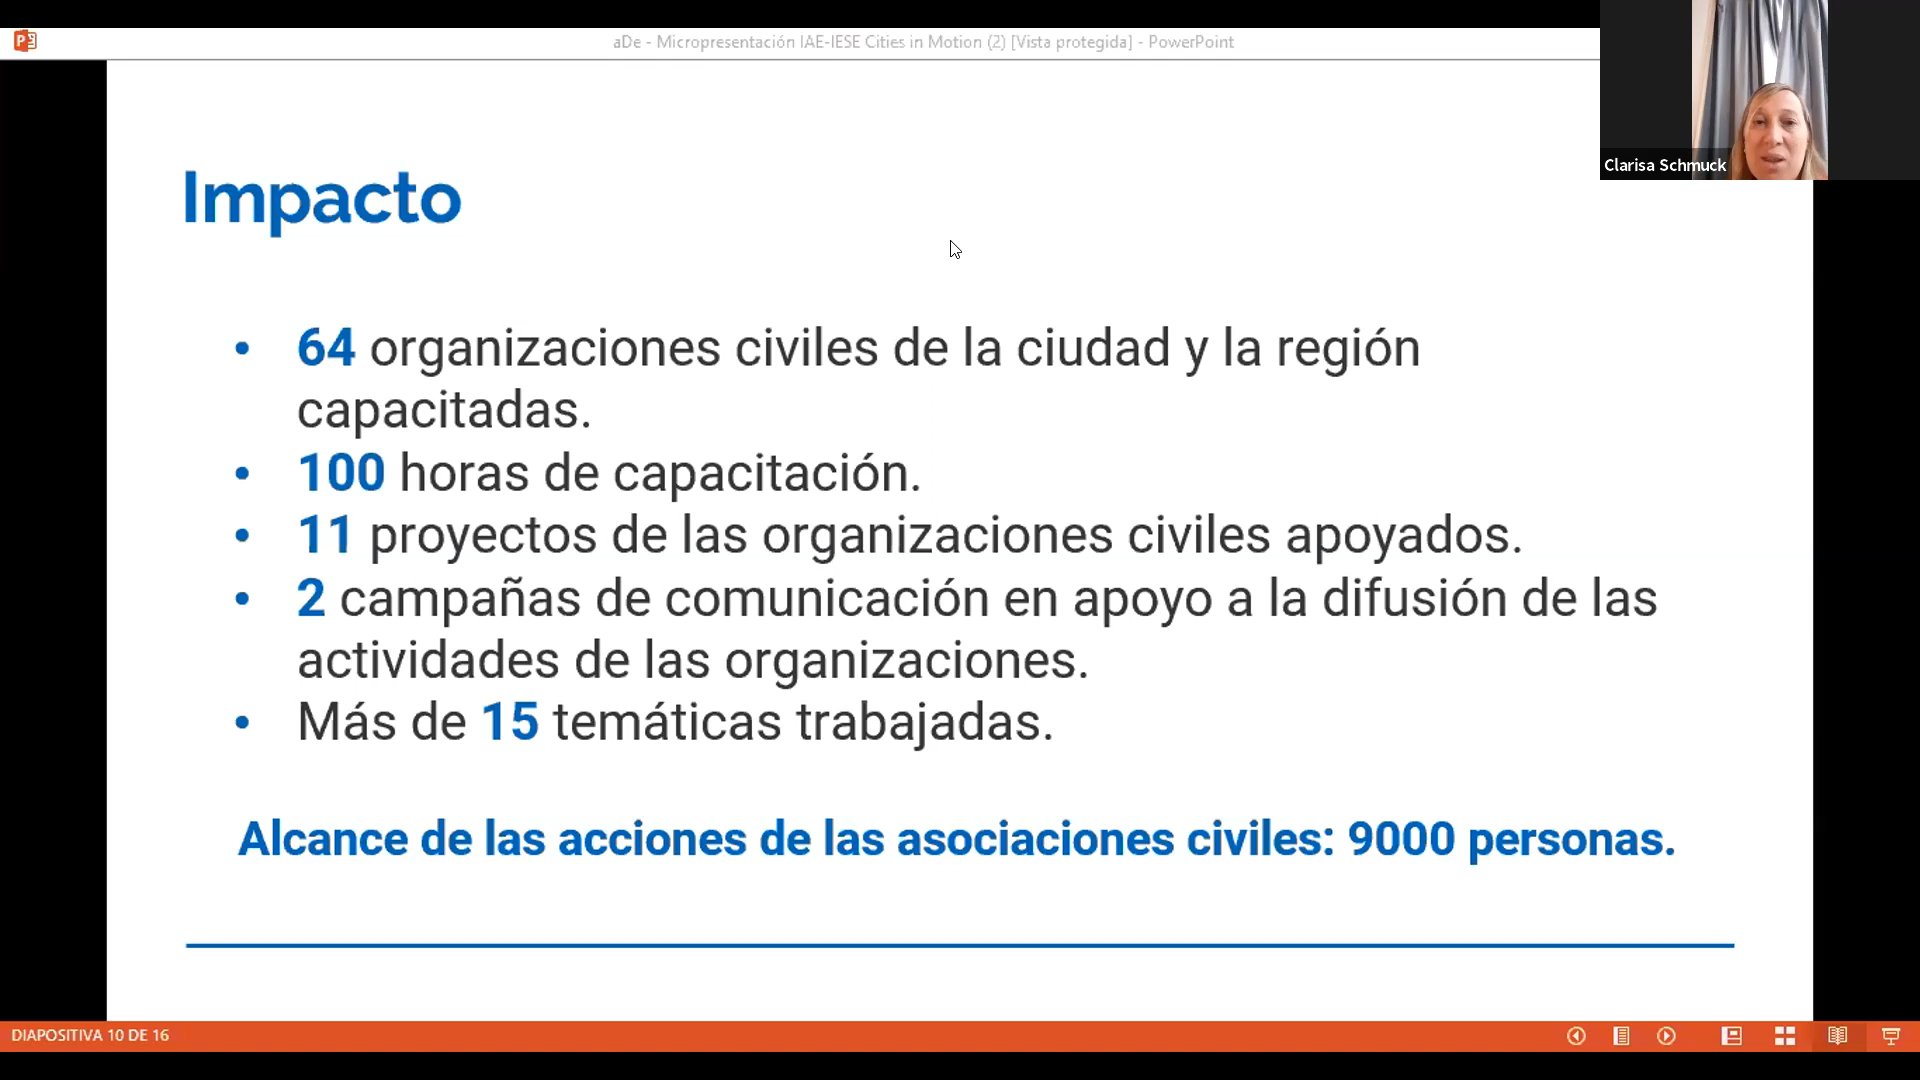 aDe - Micropresentación IAE-IESE Cities in Motion (2) [Vista protegida] - PowerPoint
Clarisa Schmuck
Impacto
• 64 organizaciones civiles de la ciudad y la región
capacitadas.
• 100 horas de capacitación.
• 11 proyectos de las organizaciones civiles apoyados.
• 2 campañas de comunicación en apoyo a la difusión de las
actividades de las organizaciones.
• Más de 15 temáticas trabajadas.
Alcance de las acciones de las asociaciones civiles: 9000 personas.
DIAPOSITIVA 10 DE 16